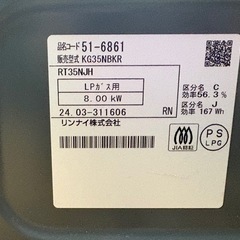 品名コード 51-6861
販売型式 KG35NBKR
RT35NJH
LPガス用
8.00 kW
24.03-311606 RN
リンナイ株式会社
区分名 C
効率56.3 %
区分名 J
効率 167 Wh
JIA認証
PS
LPG